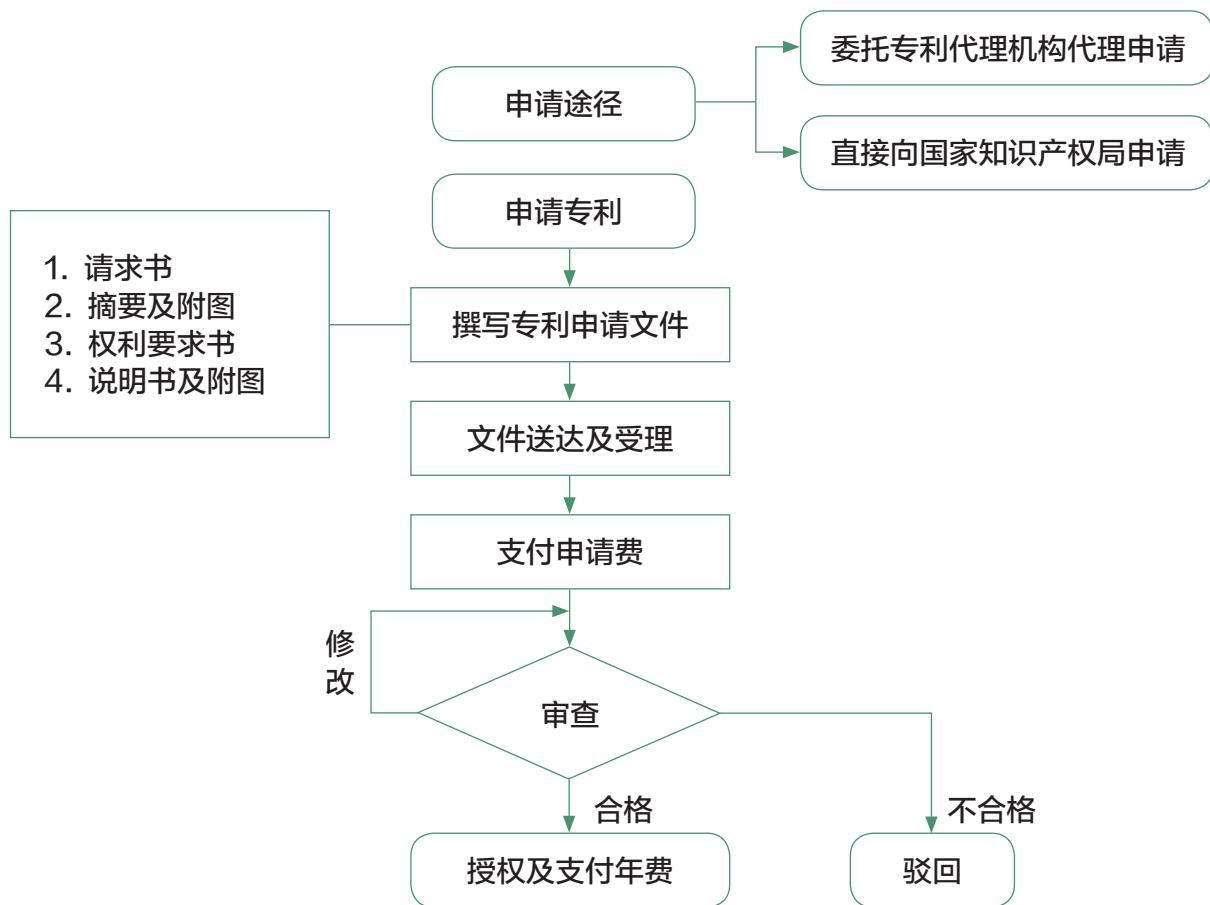 委托专利代理机构代理申请
申请途径
直接向国家知识产权局申请
申请专利
1. 请求书
2. 摘要及附图
3. 权利要求书
4. 说明书及附图
撰写专利申请文件
文件送达及受理
支付申请费
修
改
审查
合格
不合格
授权及支付年费
驳回